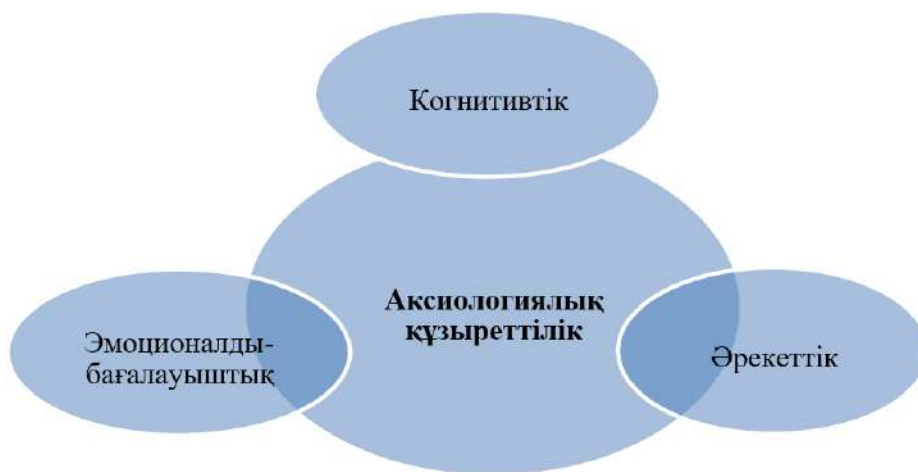 Когнитивтік
Аксиологиялық
құзыреттілік
Эмоционалды-
бағалауыштық
Әрекеттік